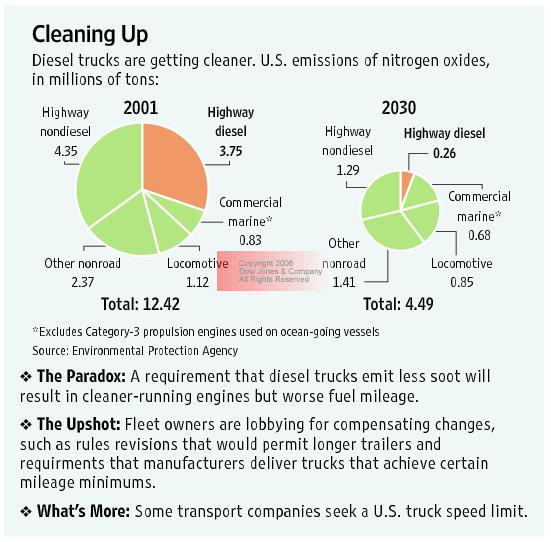 Cleaning Up
Diesel trucks are getting cleaner. U.S. emissions of nitrogen oxides,
in millions of tons:
2001
Highway
nondiesel
4.35
Highway
diesel
3.75
Commercial
marine*
0.83
Locomotive
1.12
Other nonroad
2.37
Total: 12.42
2030
Highway
nondiesel
1.29
Highway diesel
0.26
Commercial
marine*
0.68
Locomotive
0.85
Other
nonroad
1.41
Total: 4.49
Copyright 2006
Dow Jones & Company
All Rights Reserved
*Excludes Category-3 propulsion engines used on ocean-going vessels
Source: Environmental Protection Agency
❖ The Paradox: A requirement that diesel trucks emit less soot will
result in cleaner-running engines but worse fuel mileage.
❖ The Upshot: Fleet owners are lobbying for compensating changes,
such as rules revisions that would permit longer trailers and
requirments that manufacturers deliver trucks that achieve certain
mileage minimums.
❖ What's More: Some transport companies seek a U.S. truck speed limit.